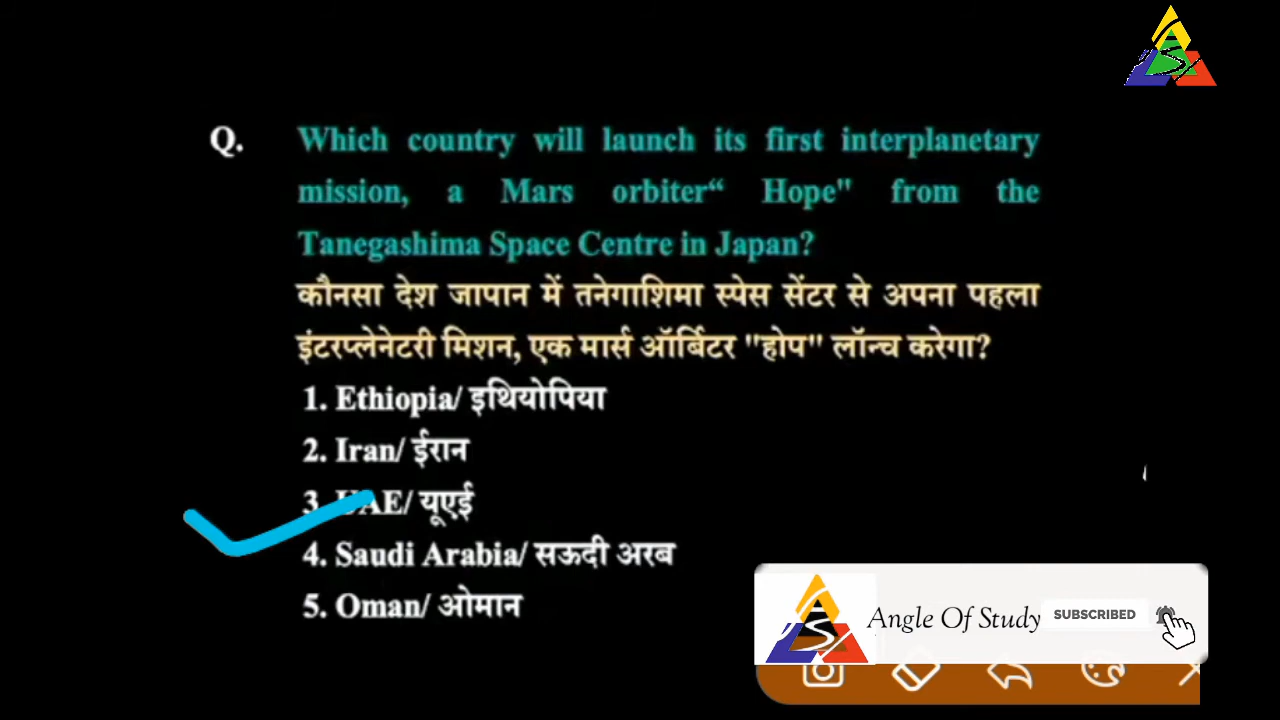 Q. Which country will launch its first interplanetary
mission, a Mars orbiter“ Hope" from the
Tanegashima Space Centre in Japan?
कौनसा देश जापान में तनेगाशिमा स्पेस सेंटर से अपना पहला
इंटरप्लेनेटरी मिशन, एक मार्स ऑर्बिटर "होप" लॉन्च करेगा?
1. Ethiopia/ इथियोपिया
2. Iran/ ईरान
3. UAE/ यूएई
4. Saudi Arabia/ सऊदी अरब
5. Oman/ ओमान
Angle Of Study SUBSCRIBED